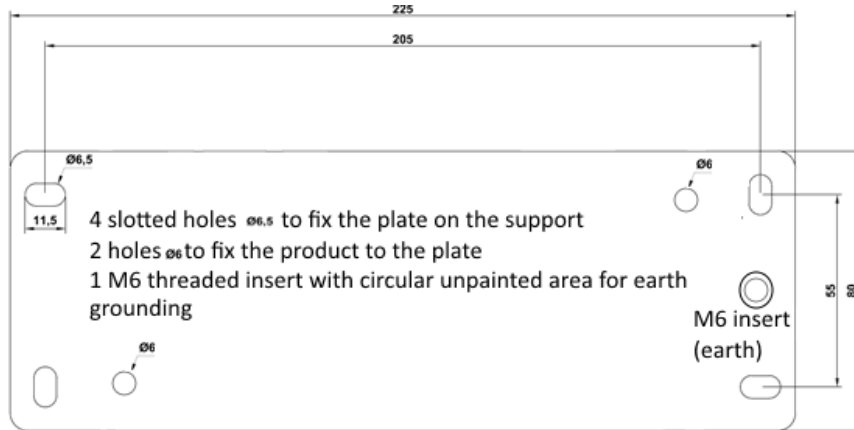 225
205
Ø6,5
Ø6
11,5
4 slotted holes Ø6,5 to fix the plate on the support
2 holes Ø6 to fix the product to the plate
1 M6 threaded insert with circular unpainted area for earth
grounding
55
80
M6 insert
(earth)
Ø6